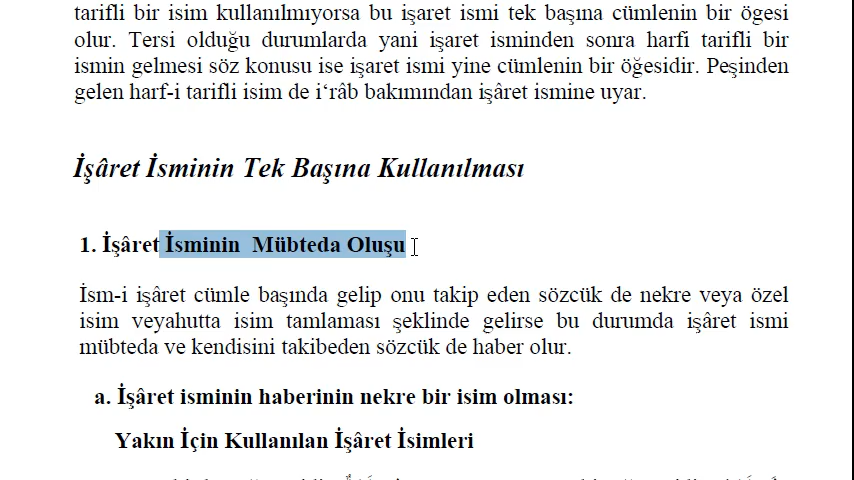 tarifli bir isim kullanılmıyorsa bu işaret ismi tek başına cümlenin bir ögesi
olur. Tersi olduğu durumlarda yani işaret isminden sonra harfi tarifli bir
ismin gelmesi söz konusu ise işaret ismi yine cümlenin bir öğesidir. Peşinden
gelen harf-i tarifli isim de i‘râb bakımından işâret ismine uyar.
İşâret İsminin Tek Başına Kullanılması
1. İşâret İsminin  Mübteda Oluşu
İsm-i işâret cümle başında gelip onu takip eden sözcük de nekre veya özel
isim veyahutta isim tamlaması şeklinde gelirse bu durumda işâret ismi
mübteda ve kendisini takibeden sözcük de haber olur.
a. İşâret isminin haberinin nekre bir isim olması:
Yakın İçin Kullanılan İşâret İsimleri